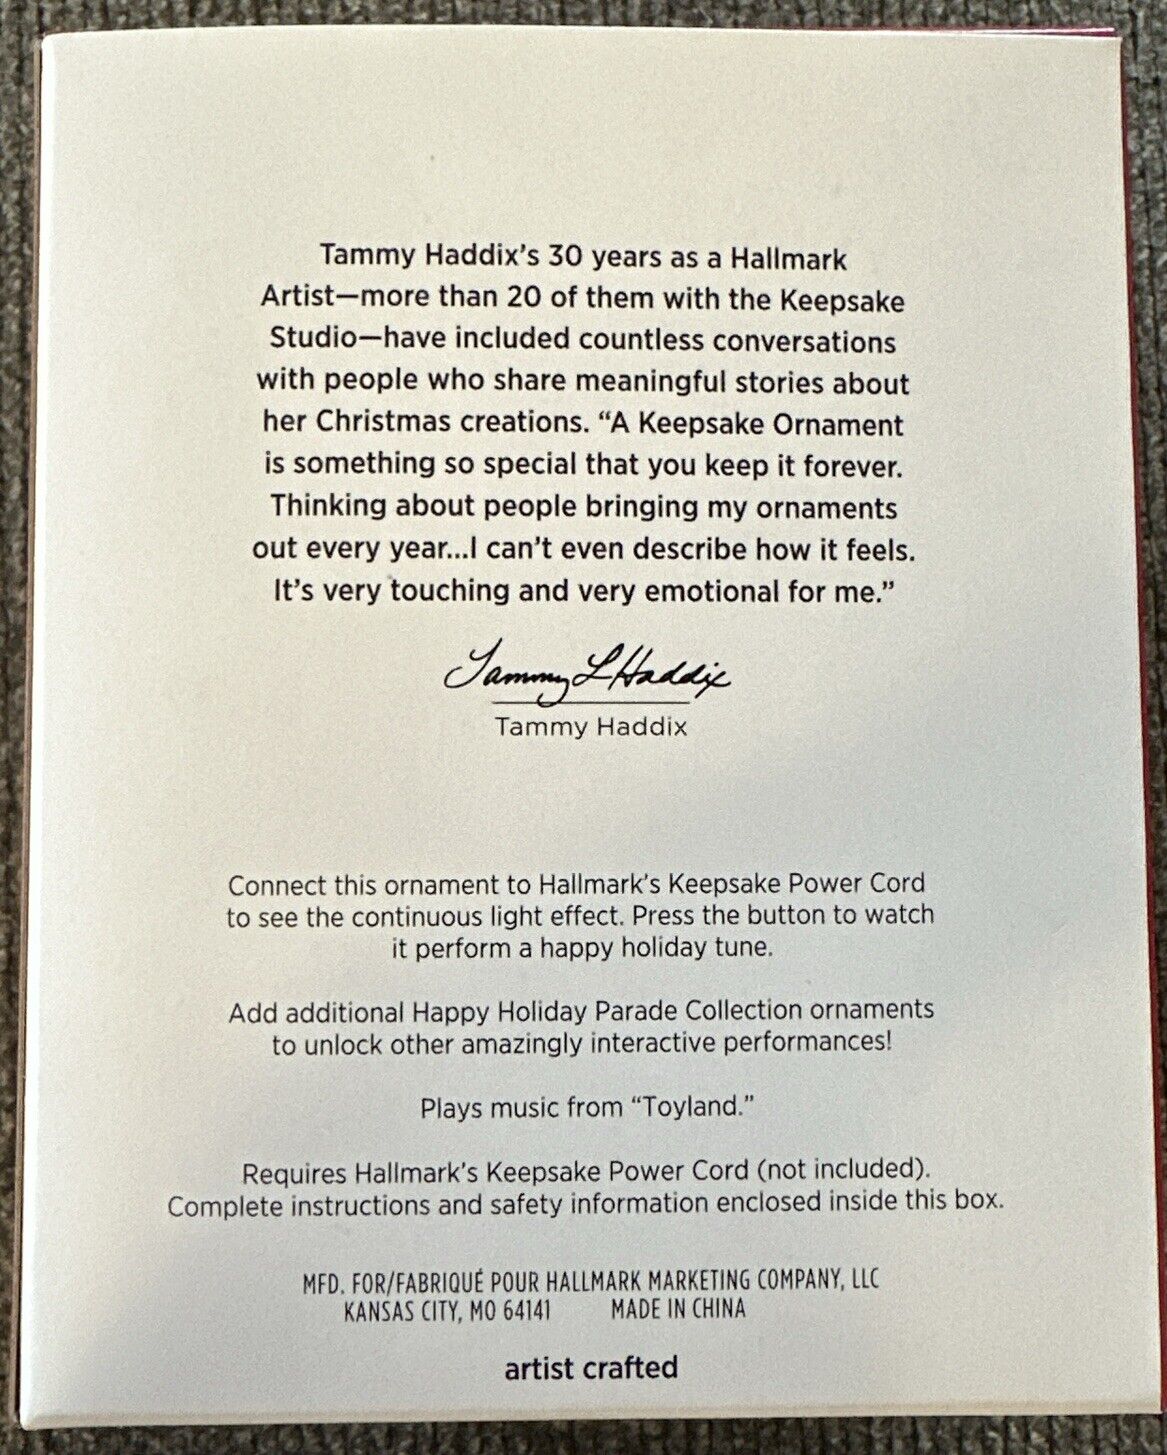 Tammy Haddix's 30 years as a Hallmark
Artist—more than 20 of them with the Keepsake
Studio—have included countless conversations
with people who share meaningful stories about
her Christmas creations. “A Keepsake Ornament
is something so special that you keep it forever.
Thinking about people bringing my ornaments
out every year...I can't even describe how it feels.
It's very touching and very emotional for me.”
Tammy L Haddix
Tammy Haddix
Connect this ornament to Hallmark's Keepsake Power Cord
to see the continuous light effect. Press the button to watch
it perform a happy holiday tune.
Add additional Happy Holiday Parade Collection ornaments
to unlock other amazingly interactive performances!
Plays music from “Toyland.”
Requires Hallmark's Keepsake Power Cord (not included).
Complete instructions and safety information enclosed inside this box.
MFD. FOR/FABRIQUÉ POUR HALLMARK MARKETING COMPANY, LLC
KANSAS CITY, MO 64141 MADE IN CHINA
artist crafted